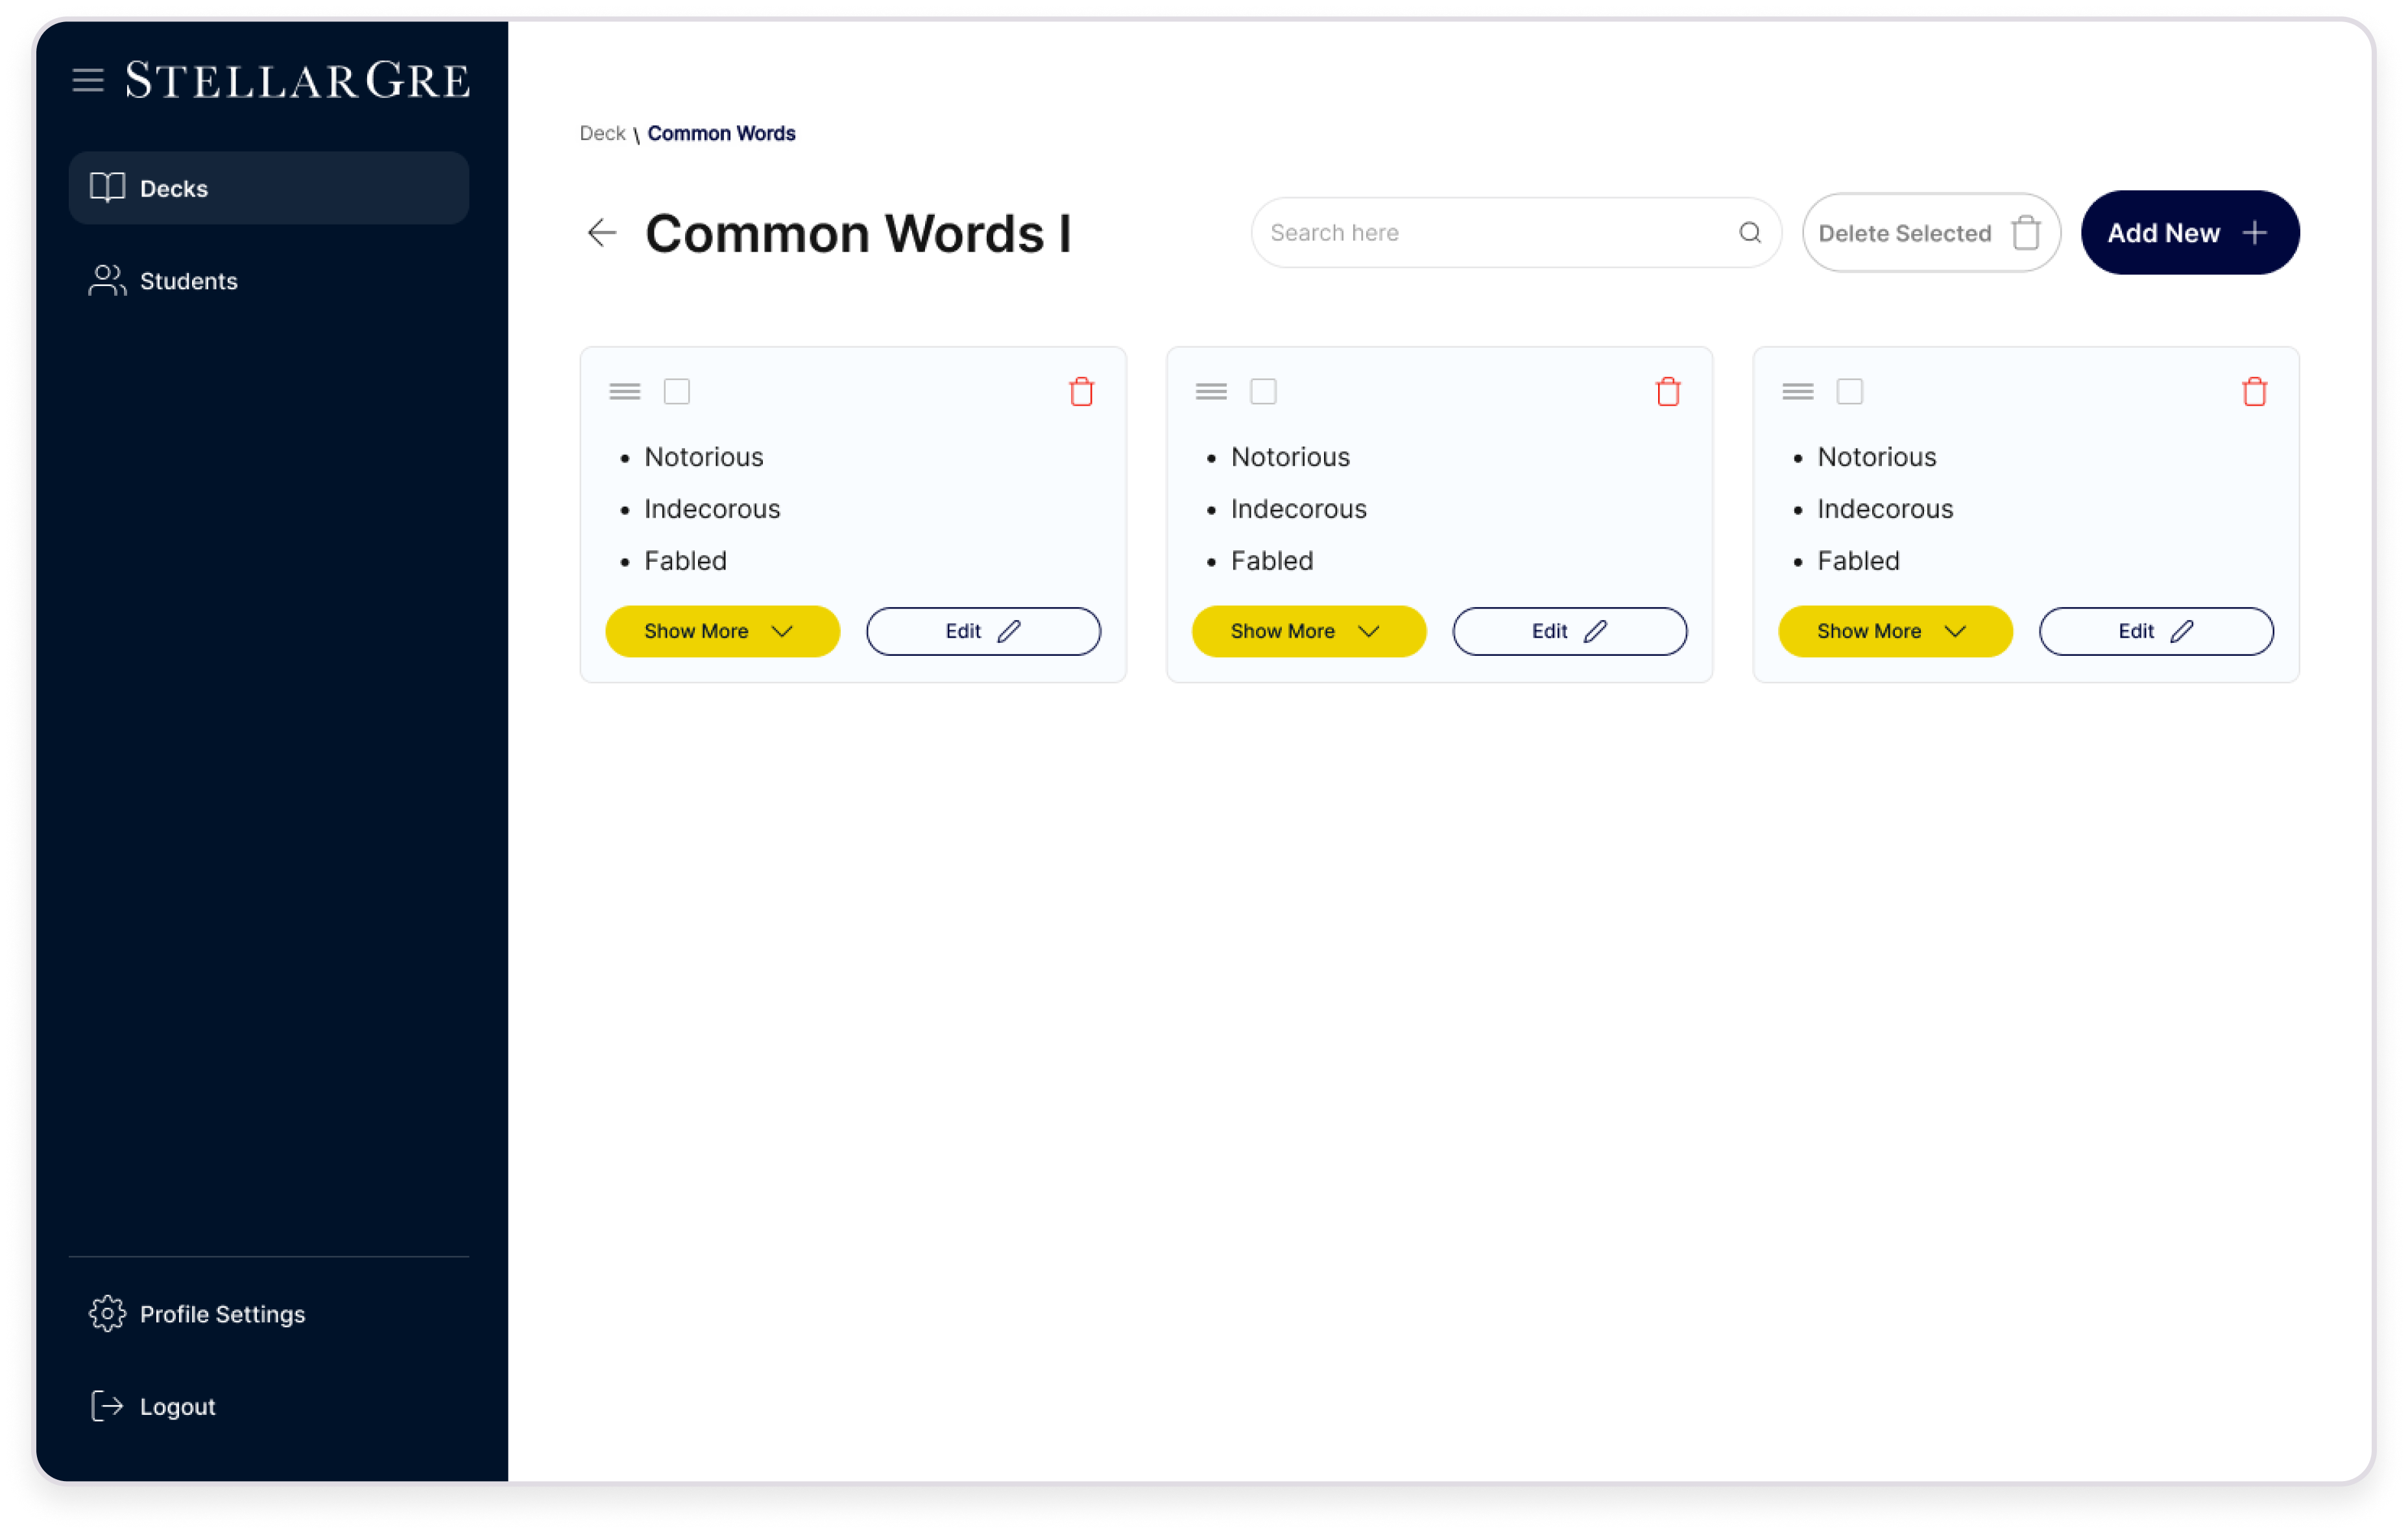 STELLARGRE
Decks
Students
Profile Settings
Logout
Deck \ Common Words
Common Words I
Search here
Delete Selected
Add New
• Notorious
• Indecorous
• Fabled
Show More
Edit
• Notorious
• Indecorous
• Fabled
Show More
Edit
• Notorious
• Indecorous
• Fabled
Show More
Edit